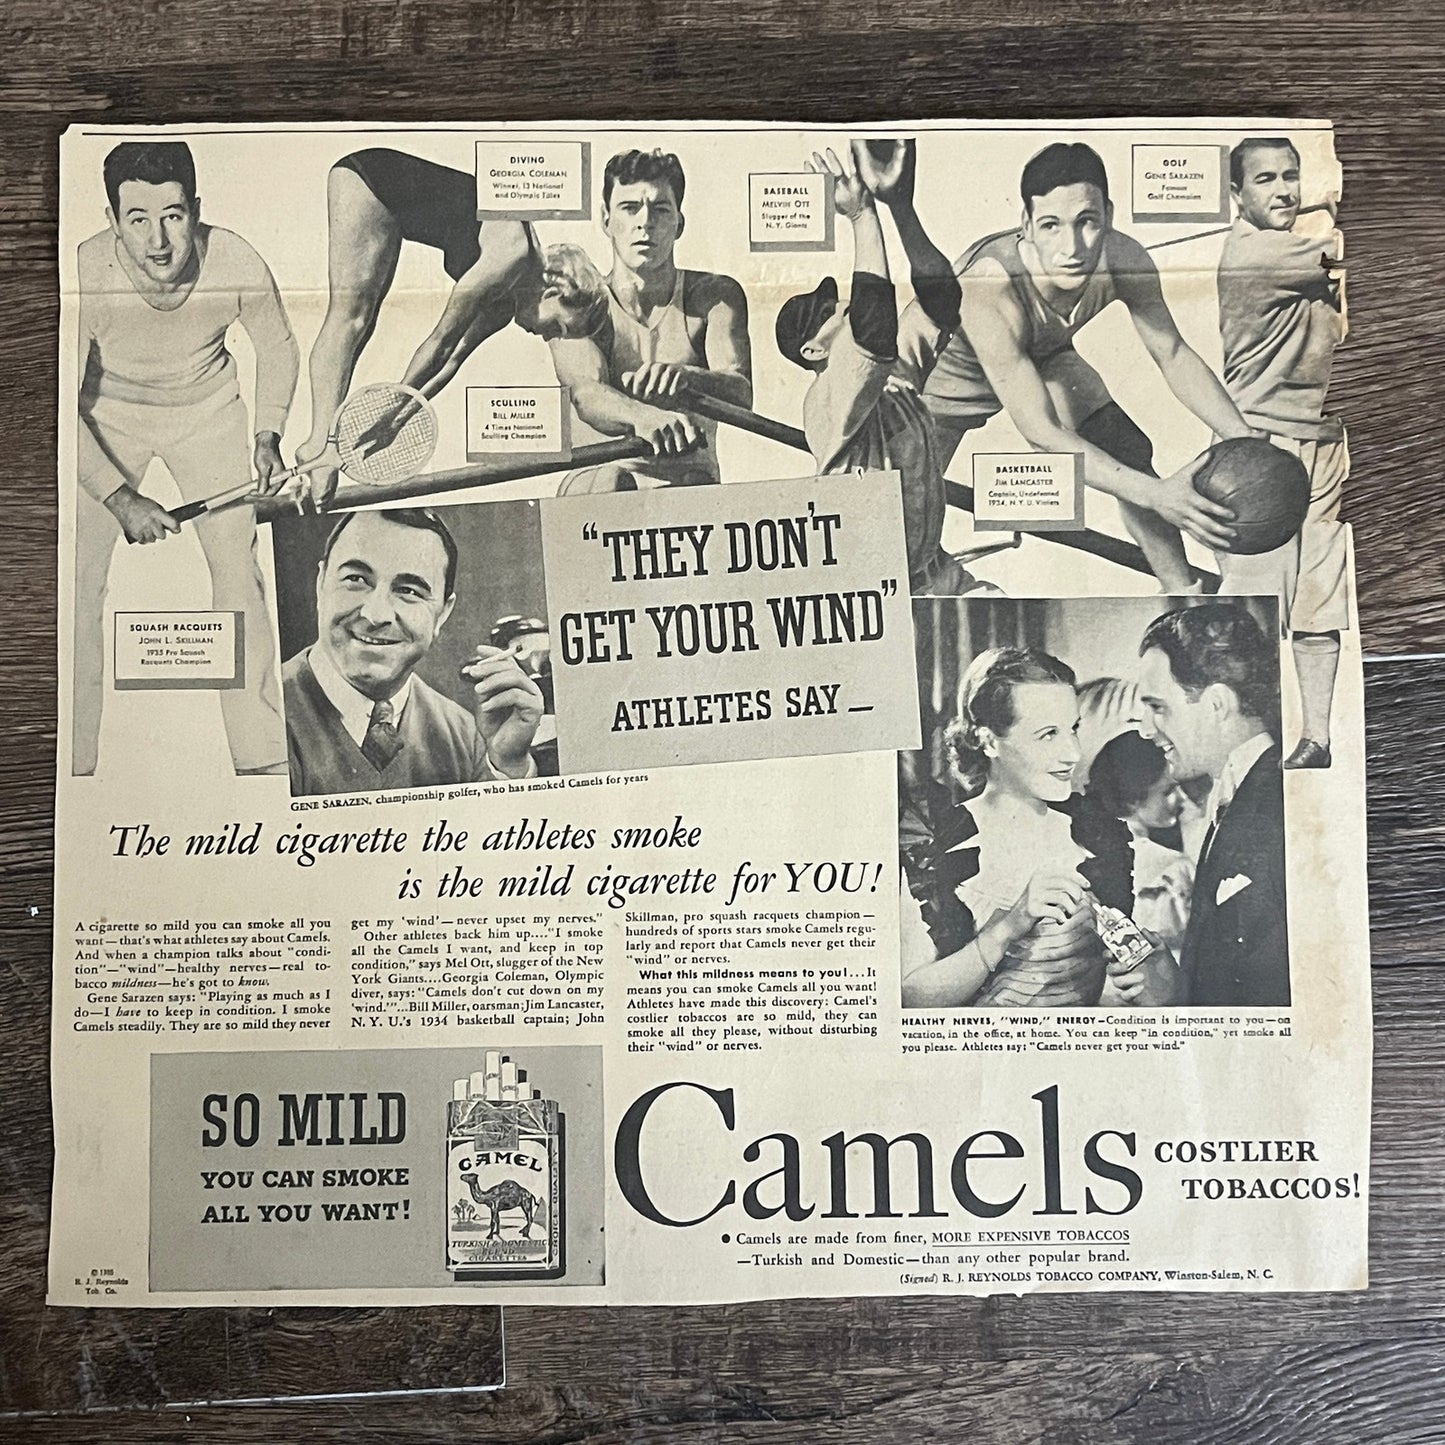 DIVING
GEORGIA COLEMAN
Winner, 13 National
and Olympic Titles
BASEBALL
MELVIN OTT
Slugger of the
N. Y. Giants
GOLF
GENE SARAZEN
Famous
Golf Champion
SCULLING
BILL MILLER
4 Times National
Sculling Champion
BASKETBALL
JIM LANCASTER
Captain, Undefeated
1934, N. Y. U. Violets
SQUASH RACQUETS
JOHN L. SKILLMAN
1935 Pro Squash
Racquets Champion
"THEY DON'T
GET YOUR WIND"
ATHLETES SAY—
GENE SARAZEN, championship golfer, who has smoked Camels for years
The mild cigarette the athletes smoke
is the mild cigarette for YOU!
A cigarette so mild you can smoke all you
want—that's what athletes say about Camels.
And when a champion talks about "condi-
tion"—"wind"—healthy nerves—real to-
bacco mildness—he's got to know.
Gene Sarazen says: "Playing as much as I
do—I have to keep in condition. I smoke
Camels steadily. They are so mild they never
get my 'wind'—never upset my nerves."
Other athletes back him up...."I smoke
all the Camels I want, and keep in top
condition," says Mel Ott, slugger of the New
York Giants....Georgia Coleman, Olympic
diver, says: "Camels don't cut down on my
'wind.'"...Bill Miller, oarsman; Jim Lancaster,
N. Y. U.'s 1934 basketball captain; John
Skillman, pro squash racquets champion—
hundreds of sports stars smoke Camels regu-
larly and report that Camels never get their
"wind" or nerves.
What this mildness means to you!...It
means you can smoke Camels all you want!
Athletes have made this discovery: Camel's
costlier tobaccos are so mild, they can
smoke all they please, without disturbing
their "wind" or nerves.
HEALTHY NERVES, "WIND," ENERGY—Condition is important to you—on
vacation, in the office, at home. You can keep "in condition," yet smoke all
you please. Athletes say: "Camels never get your wind."
SO MILD
YOU CAN SMOKE
ALL YOU WANT!
CAMEL
TURKISH & DOMESTIC
BLEND
CIGARETTES
CHOICE QUALITY
Camels
COSTLIER
TOBACCOS!
● Camels are made from finer, MORE EXPENSIVE TOBACCOS
—Turkish and Domestic—than any other popular brand.
(Signed) R. J. REYNOLDS TOBACCO COMPANY, Winston-Salem, N. C.
© 1935
R. J. Reynolds
Tob. Co.